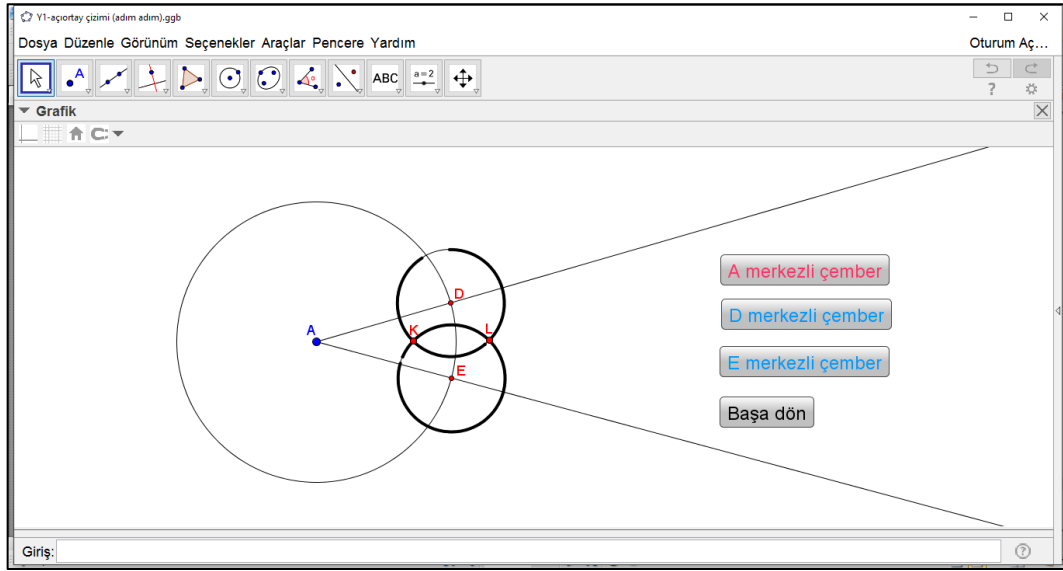 Y1-açıortay çizimi (adım adım).ggb
Dosya Düzenle Görünüm Seçenekler Araçlar Pencere Yardım
Oturum Aç...
A
ABC
a=2
?
Grafik
A
D
K
L
E
A merkezli çember
D merkezli çember
E merkezli çember
Başa dön
Giriş:
?